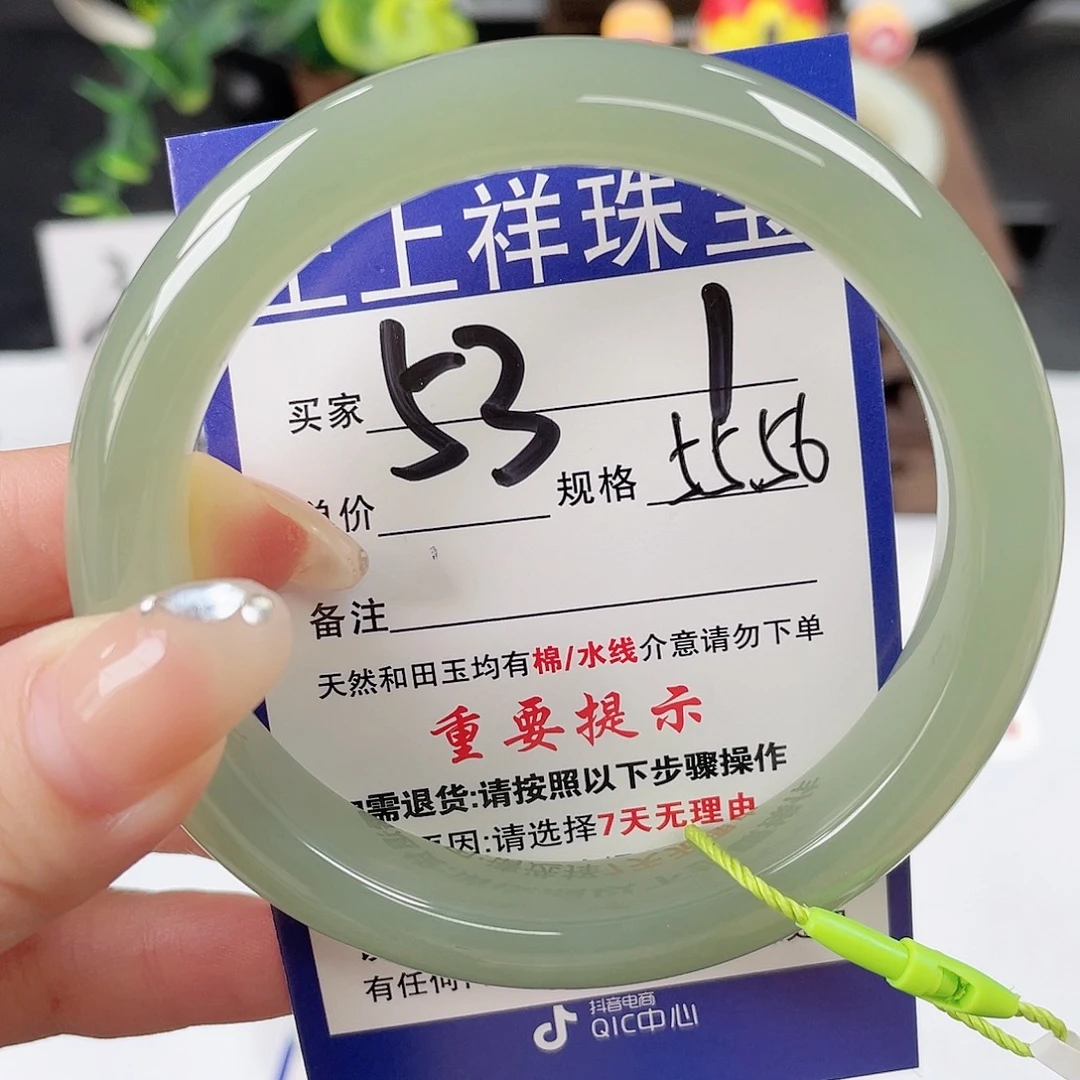 上祥珠宝
53 1
买家
单价 规格 55.56
备注
天然和田玉均有棉/水线介意请勿下单
重要提示
需退货:请按照以下步骤操作
原因:请选择7天无理由
有任何
抖音电商
QIC中心